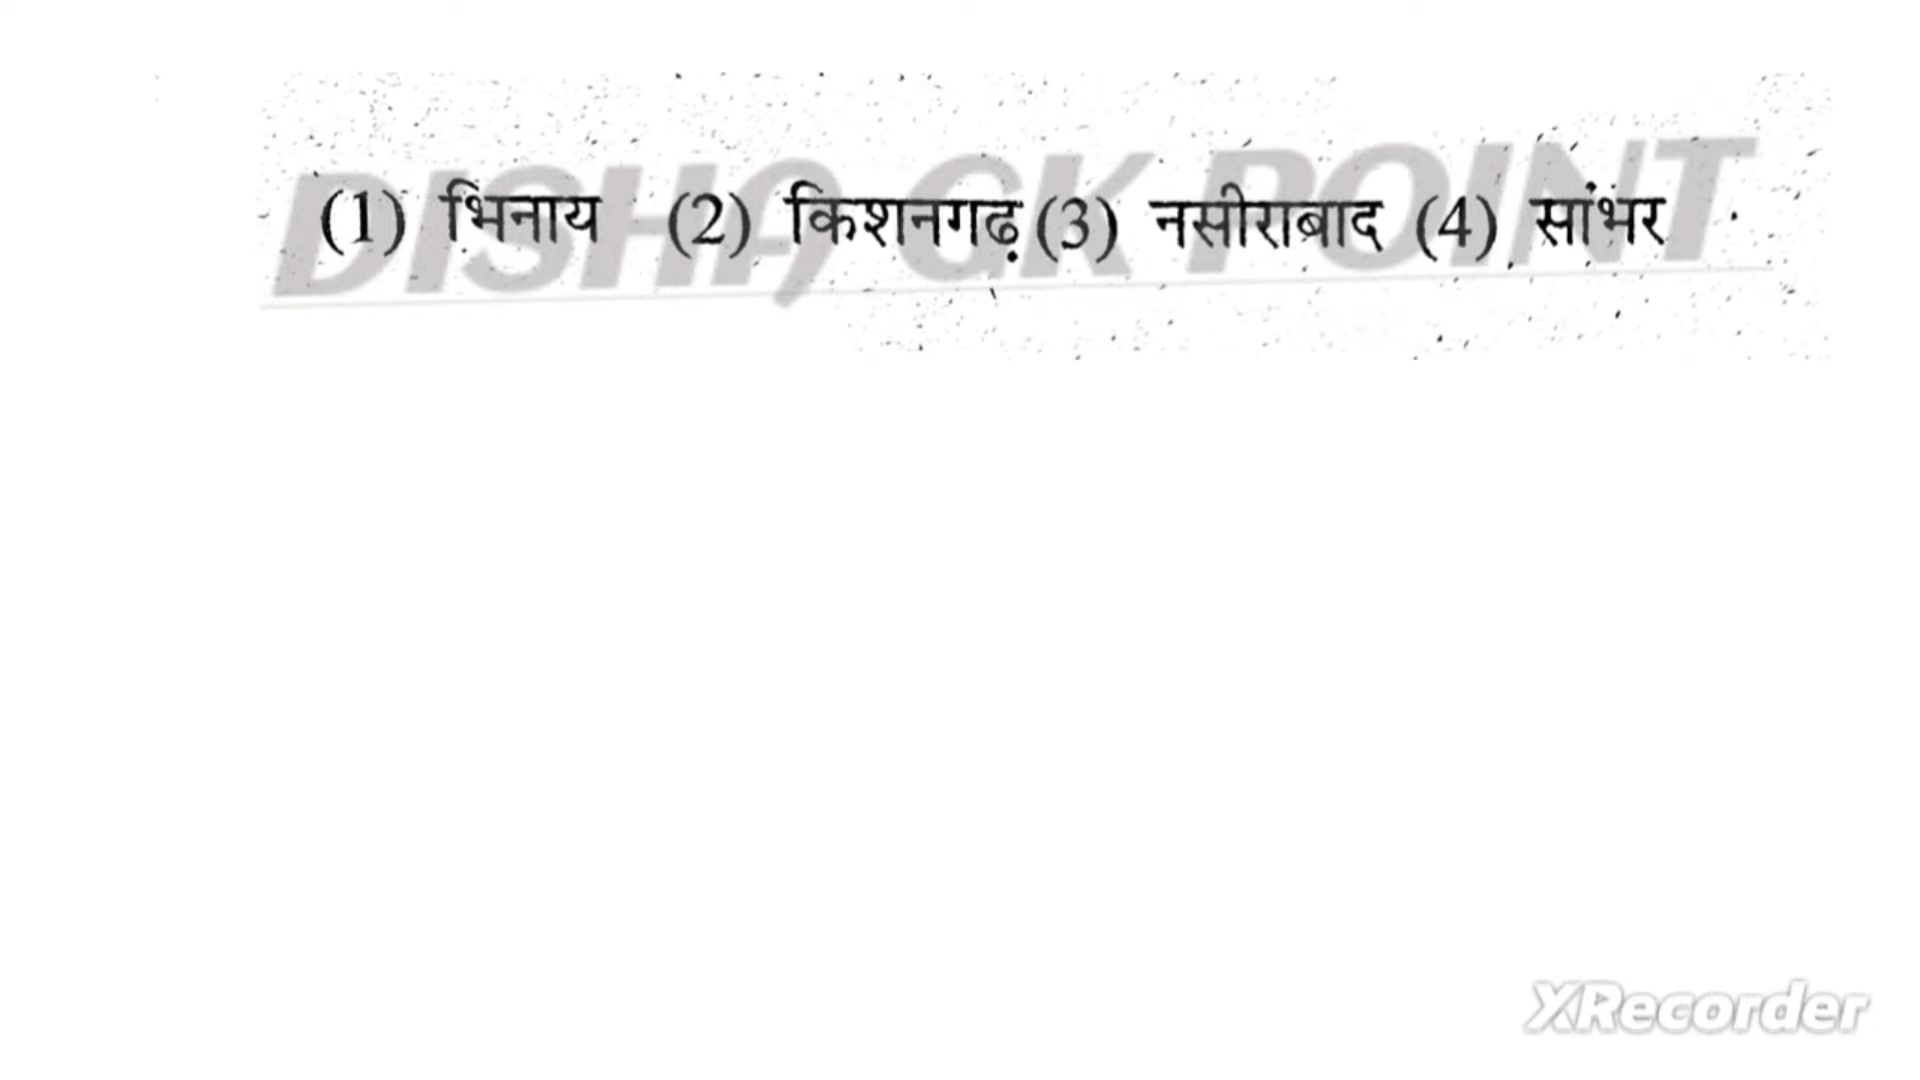 DISHA GK POINT
(1) भिनाय (2) किशनगढ़ (3) नसीराबाद (4) सांभर
XRecorder